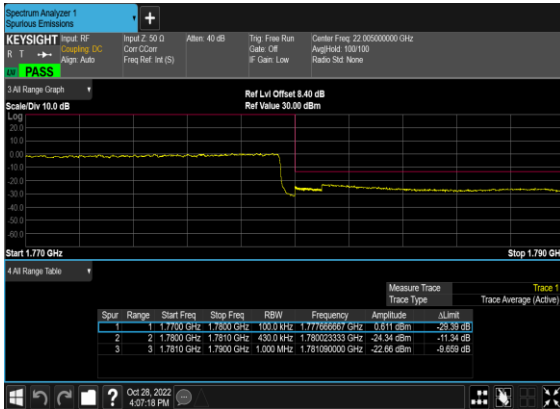 Spectrum Analyzer 1
Spurious Emissions
+
KEYSIGHT
R T
LXI PASS
Input: RF
Coupling: DC
Align: Auto
Input Z: 50 Ω
Corr CCorr
Freq Ref: Int (S)
Atten: 40 dB
Trig: Free Run
Gate: Off
IF Gain: Low
Center Freq: 22.005000000 GHz
Avg|Hold: 100/100
Radio Std: None
3 All Range Graph
Scale/Div 10.0 dB
Ref Lvl Offset 8.40 dB
Ref Value 30.00 dBm
Log
20.0
10.0
0.00
-10.0
-20.0
-30.0
-40.0
-50.0
-60.0
Start 1.770 GHz
Stop 1.790 GH
4 All Range Table
Measure Trace Trace 1
Trace Type Trace Average (Active)
Spur Range Start Freq Stop Freq RBW Frequency Amplitude ΔLimit
1 1 1.7700 GHz 1.7800 GHz 100.0 kHz 1.777666667 GHz 0.611 dBm -29.39 dB
2 2 1.7800 GHz 1.7810 GHz 430.0 kHz 1.780023333 GHz -24.34 dBm -11.34 dB
3 3 1.7810 GHz 1.7900 GHz 1.000 MHz 1.781090000 GHz -22.66 dBm -9.659 dB
?
Oct 28, 2022
4:07:18 PM